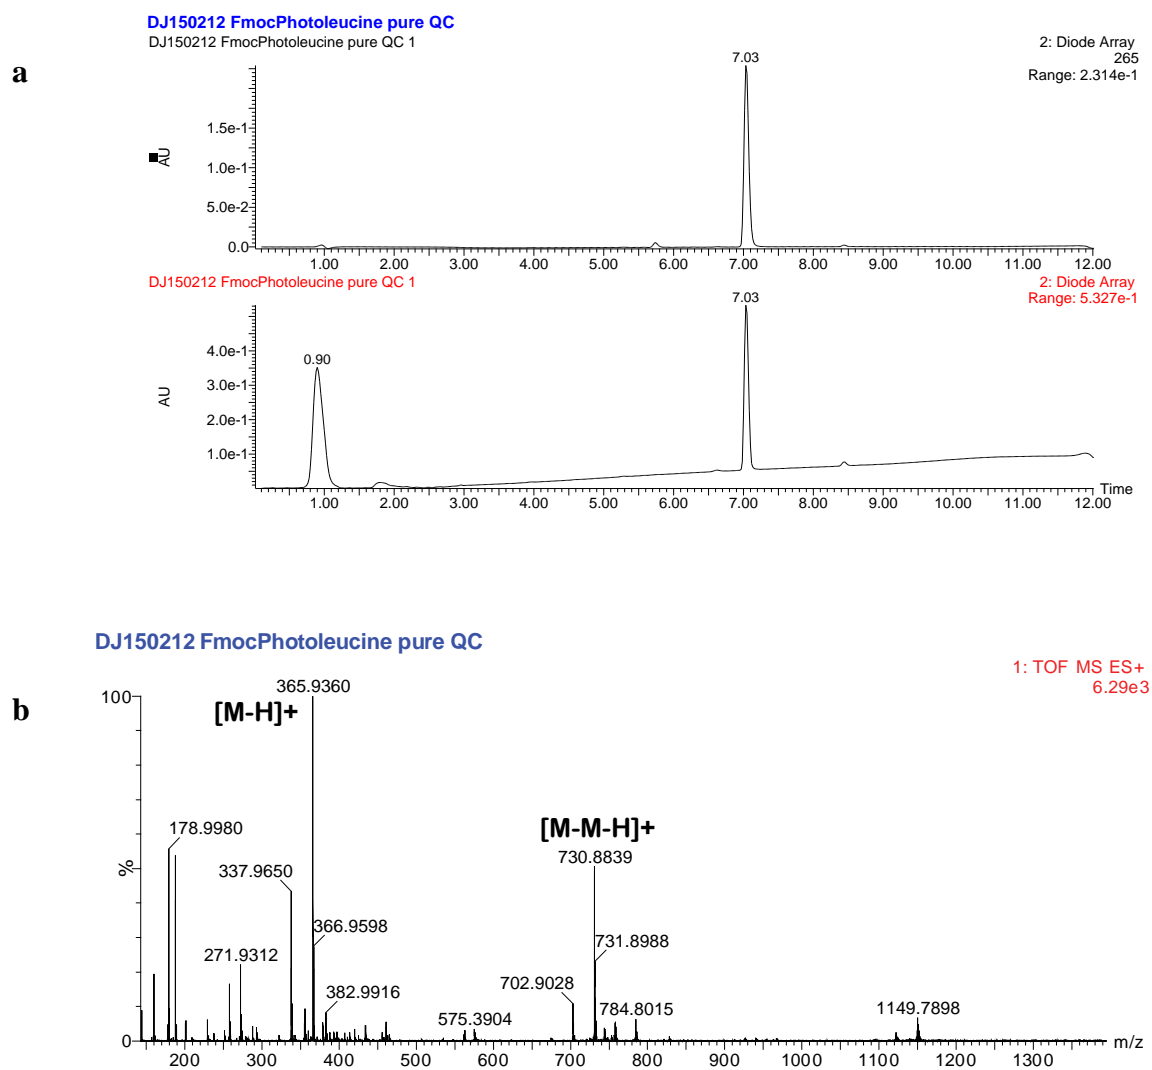 DJ150212 FmocPhotoleucine pure QC
DJ150212 FmocPhotoleucine pure QC 1
2: Diode Array
265
Range: 2.314e-1
a
7.03
AU
1.5e-1
1.0e-1
5.0e-2
0.0
1.00 2.00 3.00 4.00 5.00 6.00 7.00 8.00 9.00 10.00 11.00 12.00
DJ150212 FmocPhotoleucine pure QC 1
2: Diode Array
Range: 5.327e-1
7.03
0.90
AU
4.0e-1
3.0e-1
2.0e-1
1.0e-1
Time
1.00 2.00 3.00 4.00 5.00 6.00 7.00 8.00 9.00 10.00 11.00 12.00
DJ150212 FmocPhotoleucine pure QC
1: TOF MS ES+
6.29e3
b
100
%
0
365.9360
[M-H]+
178.9980
337.9650
366.9598
271.9312
382.9916
[M-M-H]+
730.8839
731.8988
702.9028
784.8015
575.3904
1149.7898
m/z
200 300 400 500 600 700 800 900 1000 1100 1200 1300